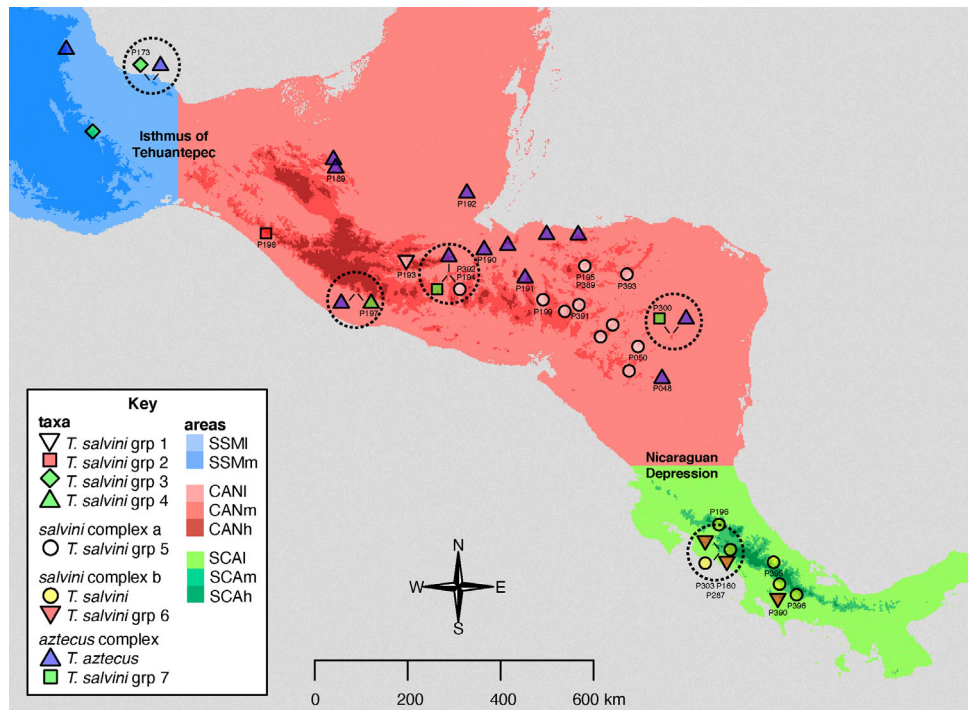 P173
Isthmus of
Tehuantepec
P189
P192
P198
P193
P392
P194
P190
P191
P195
P389
P393
P197
P199
P391
P300
P050
P048
Nicaraguan
Depression
P196
P303 P160
P287
P395
P390
P396
Key
taxa
T. salvini grp 1
T. salvini grp 2
T. salvini grp 3
T. salvini grp 4
salvini complex a
T. salvini grp 5
salvini complex b
T. salvini
T. salvini grp 6
aztecus complex
T. aztecus
T. salvini grp 7
areas
SSMl
SSMm
CANl
CANm
CANh
SCAl
SCAm
SCAh
N
W E
S
0 200 400 600 km